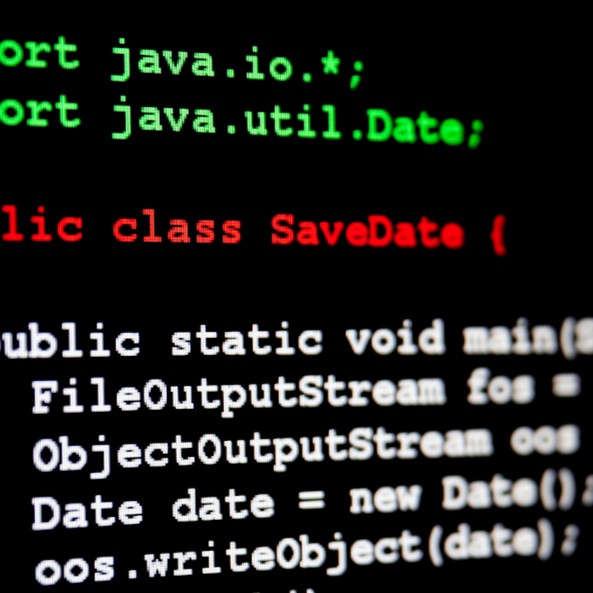 ort java.io.*;
ort java.util.Date;
lic class SaveDate {
public static void main(S
FileOutputStream fos =
ObjectOutputStream oos
Date date = new Date();
oos.writeObject(date);